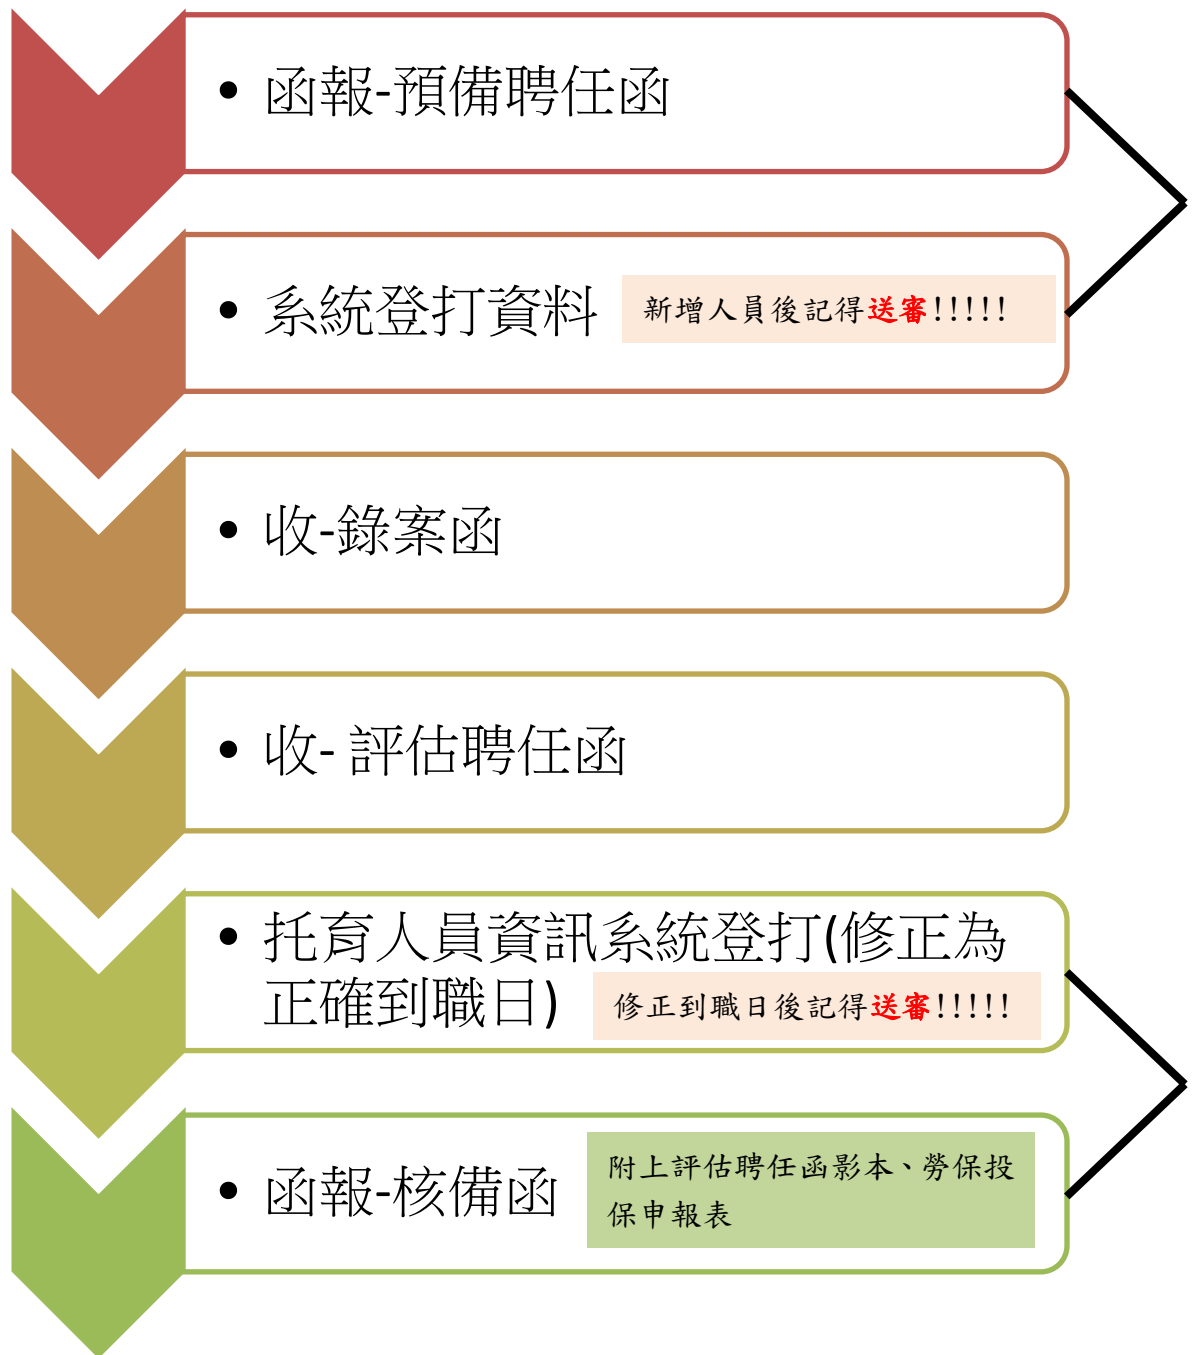 • 函報-預備聘任函
• 系統登打資料
新增人員後記得送審!!!!!
• 收-錄案函
• 收- 評估聘任函
• 托育人員資訊系統登打(修正為
正確到職日)
修正到職日後記得送審!!!!!
• 函報-核備函
附上評估聘任函影本、勞保投
保申報表